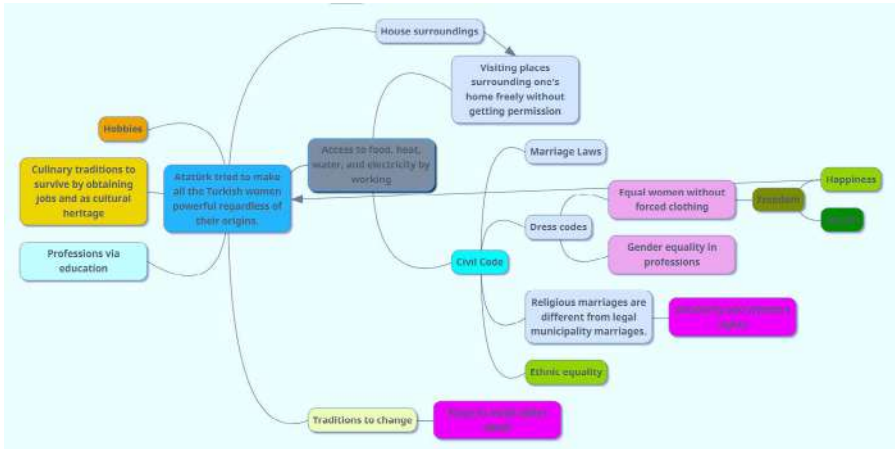 House surroundings
Visiting places
surrounding one's
home freely without
getting permission
Hobbies
Access to food, heat,
water, and electricity by
working
Culinary traditions to
survive by obtaining
jobs and as cultural
heritage
Atatürk tried to make
all the Turkish women
powerful regardless of
their origins.
Marriage Laws
Happiness
Equal women without
forced clothing
Freedom
Dress codes
Professions via
education
Civil Code
Gender equality in
professions
Religious marriages are
different from legal
municipality marriages.
Ethnic equality
Traditions to change